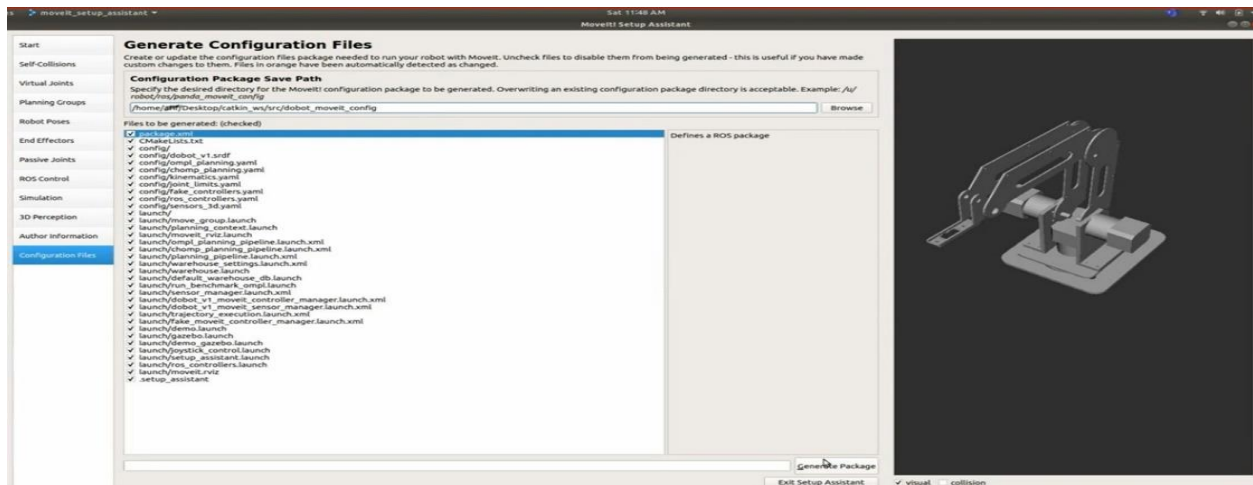 moveit_setup_assistant
Sat 11:40 AM
MoveIt! Setup Assistant
Start
Self-Collisions
Virtual Joints
Planning Groups
Robot Poses
End Effectors
Passive Joints
ROS Control
Simulation
3D Perception
Author Information
Configuration Files
Generate Configuration Files
Create or update the configuration files package needed to run your robot with MoveIt. Uncheck files to disable them from being generated - this is useful if you have made
custom changes to them. Files in orange have been automatically detected as changed.
Configuration Package Save Path
Specify the desired directory for the MoveIt! configuration package to be generated. Overwriting an existing configuration package directory is acceptable. Example: /u/
robot/ros/panda_moveit_config
/Desktop/catkin_ws/src/dobot_moveit_config
Browse
Files to be generated: (checked)
package.xml
CMakeLists.txt
config/
config/dobot_v1.srdf
config/ompl_planning.yaml
config/chomp_planning.yaml
config/kinematics.yaml
config/joint_limits.yaml
config/fake_controllers.yaml
config/ros_controllers.yaml
config/sensors_3d.yaml
launch/
launch/move_group.launch
launch/planning_context.launch
launch/moveit_rviz.launch
launch/ompl_planning_pipeline.launch.xml
launch/chomp_planning_pipeline.launch.xml
launch/planning_pipeline.launch.xml
launch/warehouse_settings.launch.xml
launch/warehouse.launch
launch/default_warehouse_db.launch
launch/run_benchmark_ompl.launch
launch/sensor_manager.launch.xml
launch/dobot_v1_moveit_controller_manager.launch.xml
launch/dobot_v1_moveit_sensor_manager.launch.xml
launch/trajectory_execution.launch.xml
launch/fake_moveit_controller_manager.launch.xml
launch/demo.launch
launch/gazebo.launch
launch/demo_gazebo.launch
launch/joystick_control.launch
launch/setup_assistant.launch
launch/ros_controllers.launch
launch/moveit.rviz
.setup_assistant
Defines a ROS package
Generate Package
Exit Setup Assistant
visual
collision